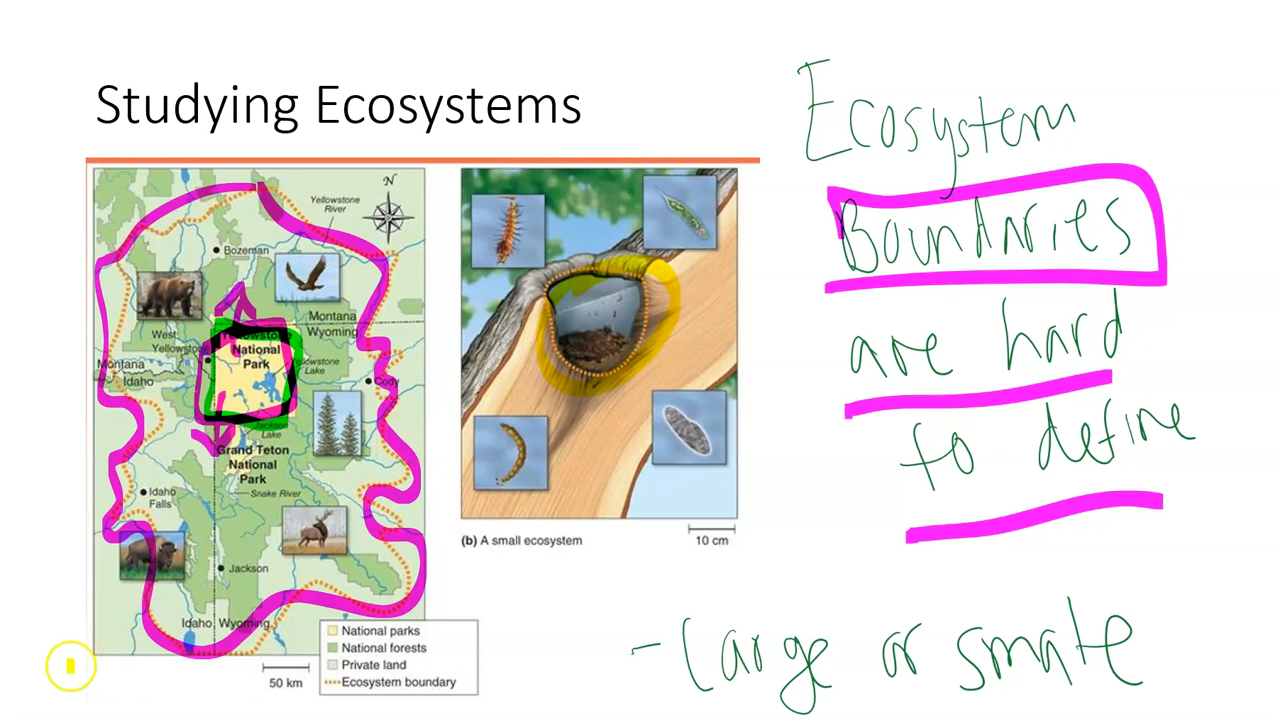 Studying Ecosystems
Ecosystem
Boundaries
are hard
to define
- Large or small
N
Yellowstone
River
Bozeman
Montana
Wyoming
West
Yellowstone
Yellowstone
National
Park
Yellowstone
Lake
Montana
Idaho
Cody
Jackson
Lake
Grand Teton
National
Park
Snake River
Idaho
Falls
Jackson
Idaho Wyoming
National parks
National forests
Private land
Ecosystem boundary
50 km
(b) A small ecosystem
10 cm